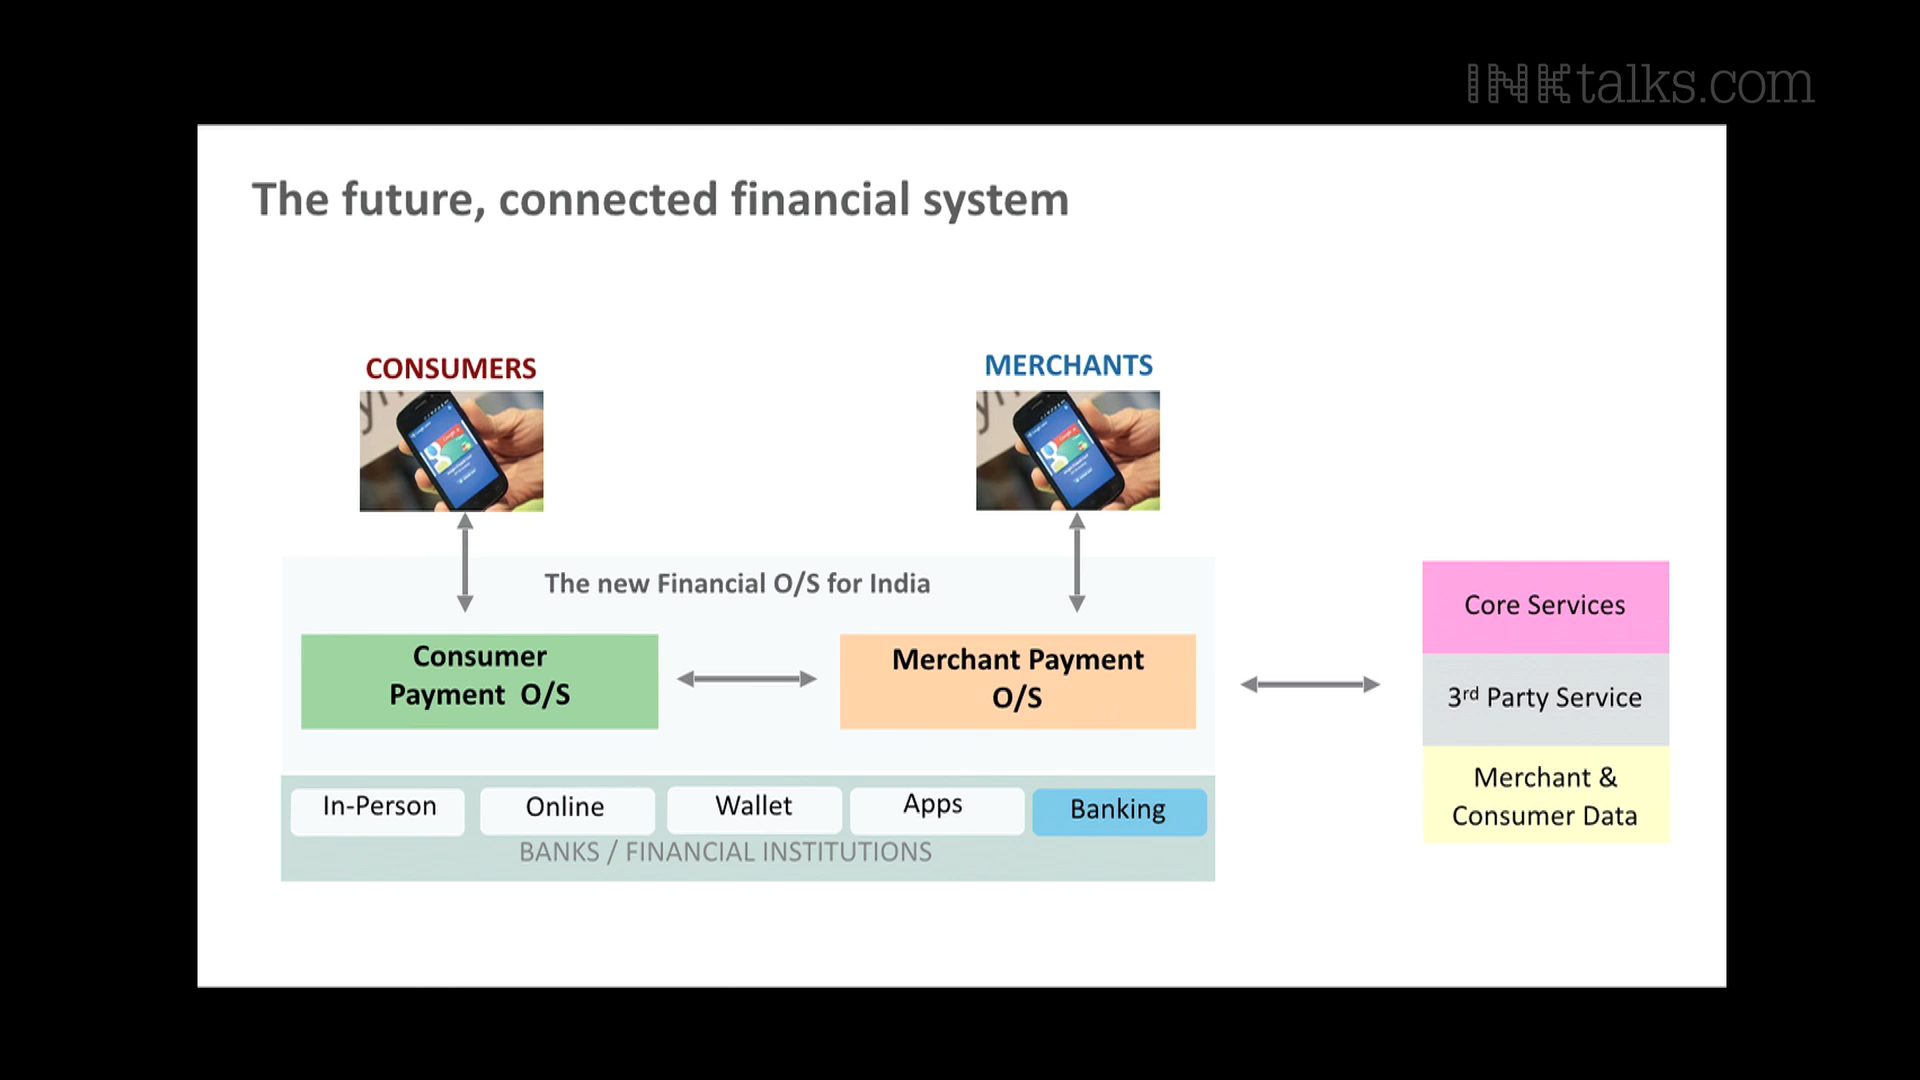 INKtalks.com
The future, connected financial system
CONSUMERS
MERCHANTS
The new Financial O/S for India
Consumer
Payment O/S
Merchant Payment
O/S
Core Services
3rd Party Service
Merchant &
Consumer Data
In-Person
Online
Wallet
Apps
Banking
BANKS / FINANCIAL INSTITUTIONS